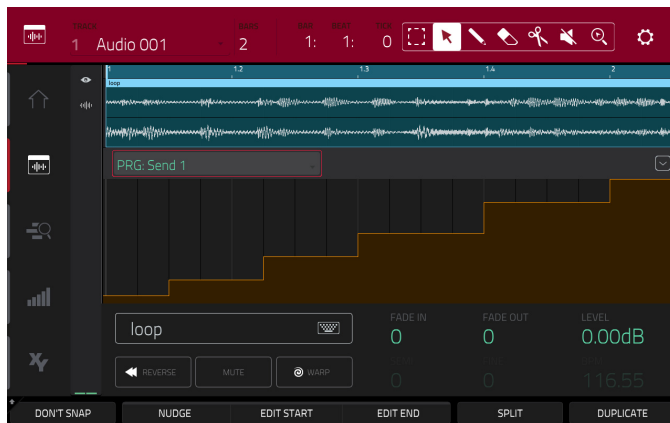 TRACK BARS BAR BEAT TICK
1 Audio 001 2 1: 1: 0
1 1.2 1.3 1.4 2
loop
PRG: Send 1
loop
FADE IN FADE OUT LEVEL
0 0 0.00dB
REVERSE MUTE WARP
0 0 116.55
XY
DON'T SNAP NUDGE EDIT START EDIT END SPLIT DUPLICATE